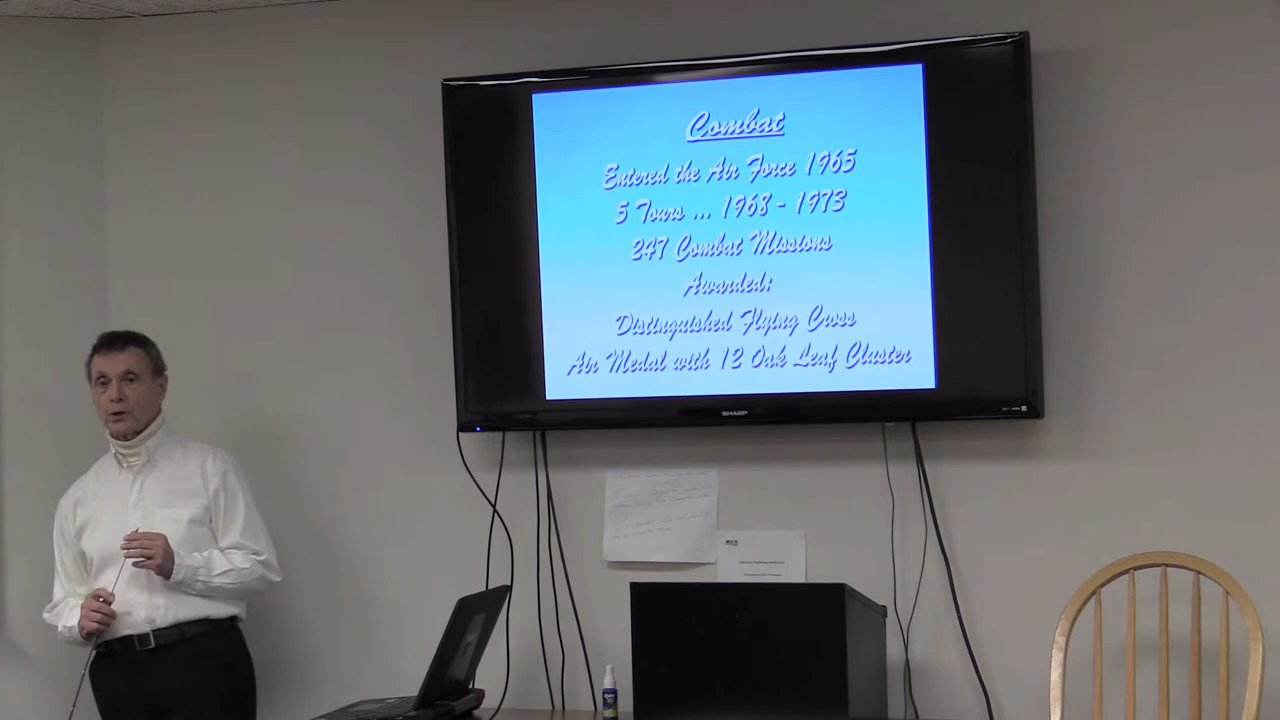 Combat
Entered the Air Force 1965
5 Tours ... 1968 - 1973
247 Combat Missions
Awarded:
Distinguished Flying Cross
Air Medal with 12 Oak Leaf Cluster
SHARP